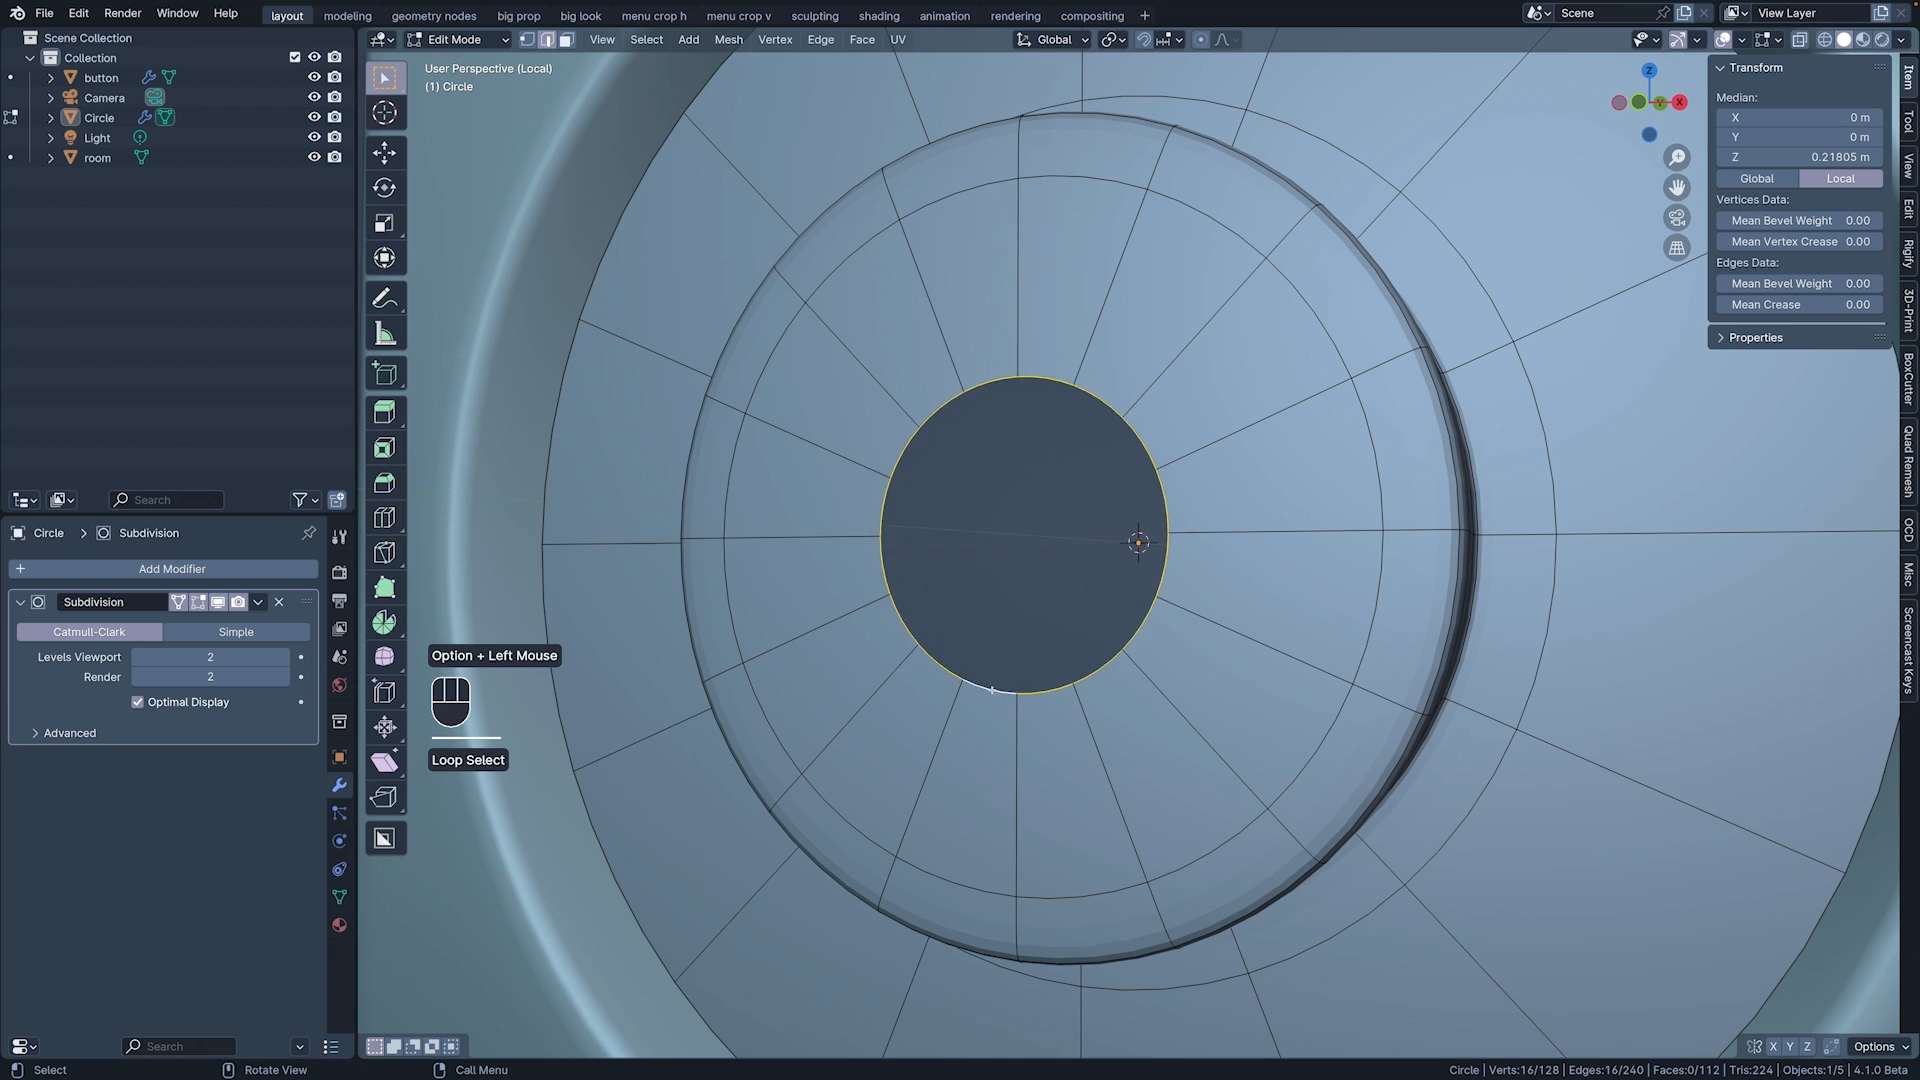 File Edit Render Window Help
layout modeling geometry nodes big prop big look menu crop h menu crop v sculpting shading animation rendering compositing +
Scene View Layer
Scene Collection
Collection
button
Camera
Circle
Light
room
Edit Mode View Select Add Mesh Vertex Edge Face UV
Global
User Perspective (Local)
(1) Circle
Z
X
Y
Transform
Median:
X 0 m
Y 0 m
Z 0.21805 m
Global Local
Vertices Data:
Mean Bevel Weight 0.00
Mean Vertex Crease 0.00
Edges Data:
Mean Bevel Weight 0.00
Mean Crease 0.00
Properties
Item
Tool
View
Edit
Rigify
3D-Print
BoxCutter
Quad Remesh
OCD
Misc
Screencast Keys
Search
Circle > Subdivision
+ Add Modifier
Subdivision
Catmull-Clark Simple
Levels Viewport 2
Render 2
Optimal Display
Advanced
Option + Left Mouse
Loop Select
Search
X Y Z Options
Select Rotate View Call Menu
Circle | Verts:16/128 | Edges:16/240 | Faces:0/112 | Tris:224 | Objects:1/5 | 4.1.0 Beta